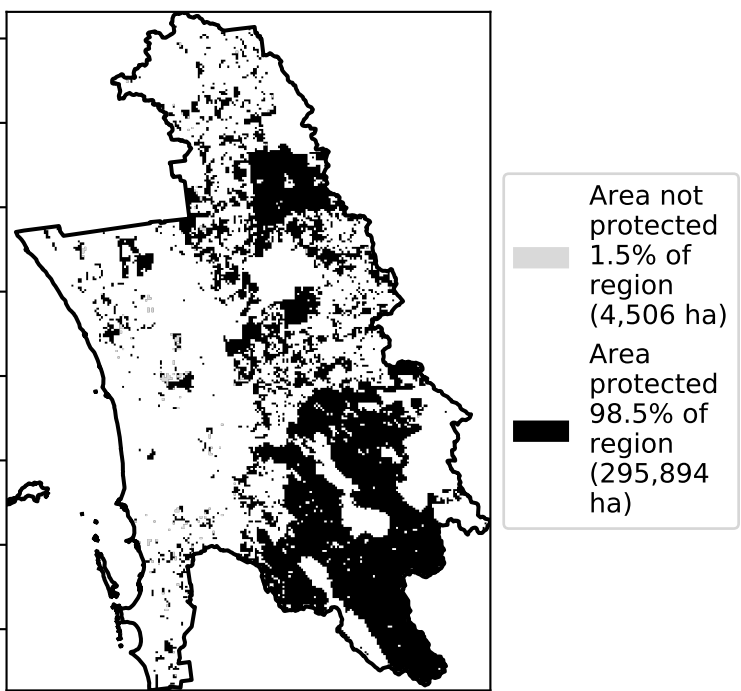 Area not
protected
1.5% of
region
(4,506 ha)
Area
protected
98.5% of
region
(295,894
ha)